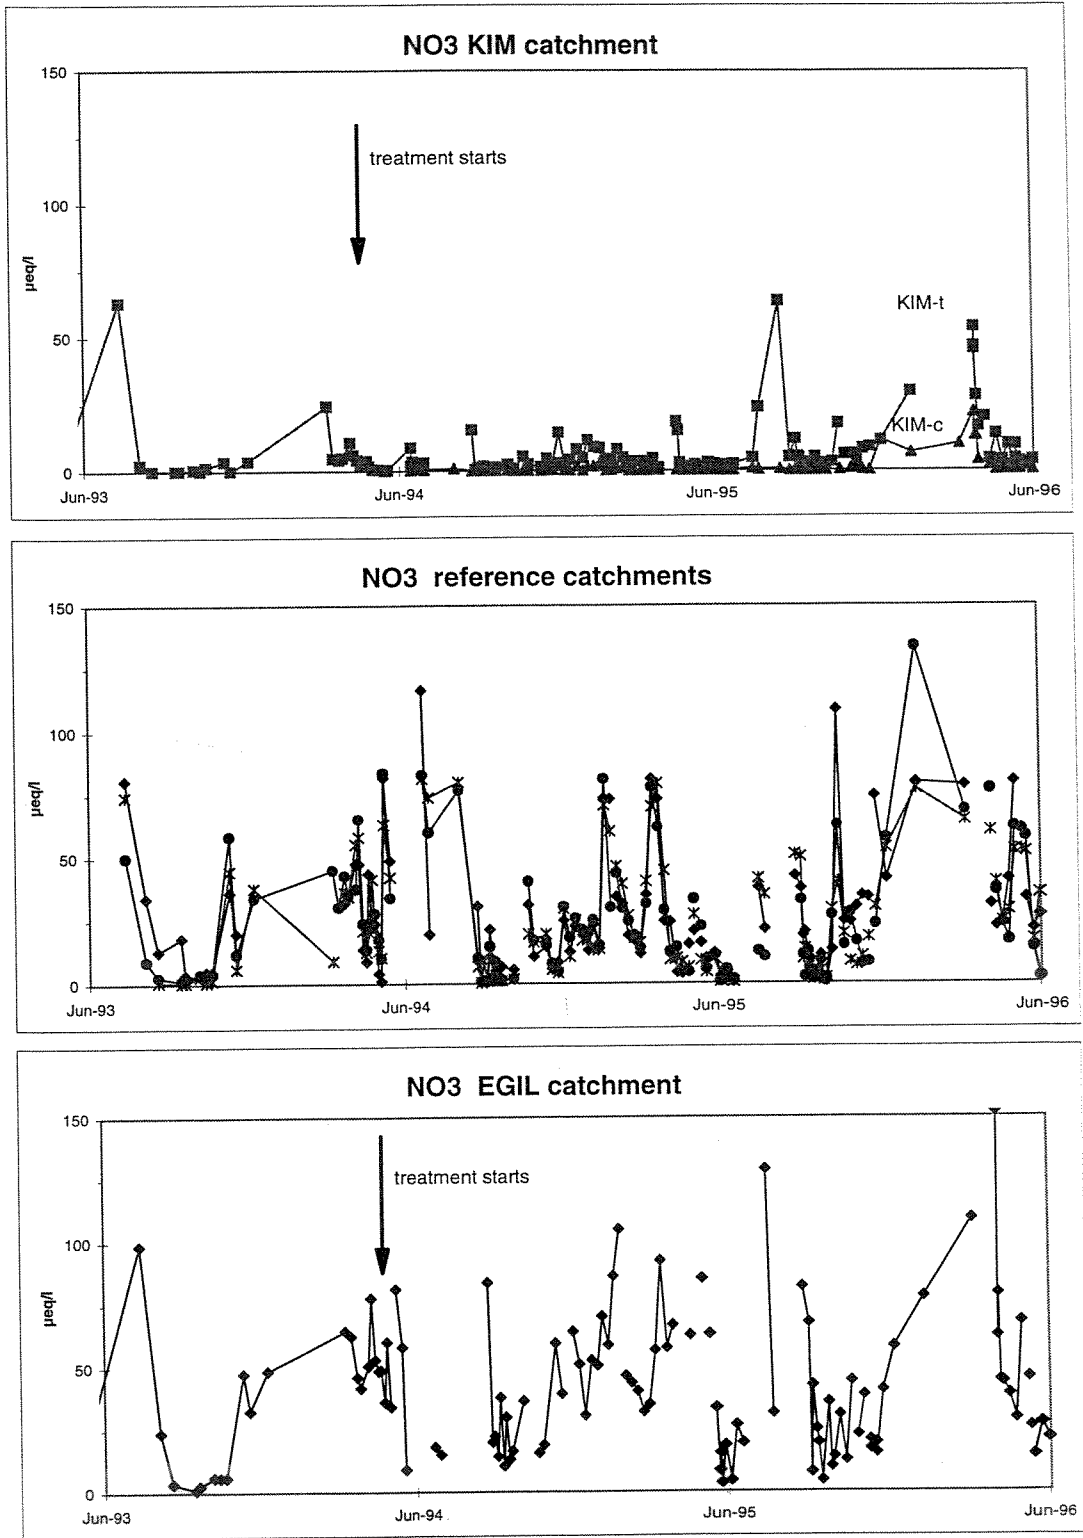 NO3 KIM catchment
150
treatment starts
100
µeq/l
KIM-t
50
KIM-c
0
Jun-93
Jun-94
Jun-95
Jun-96
NO3 reference catchments
150
100
µeq/l
50
0
Jun-93
Jun-94
Jun-95
Jun-96
NO3 EGIL catchment
150
treatment starts
100
µeq/l
50
0
Jun-93
Jun-94
Jun-95
Jun-96